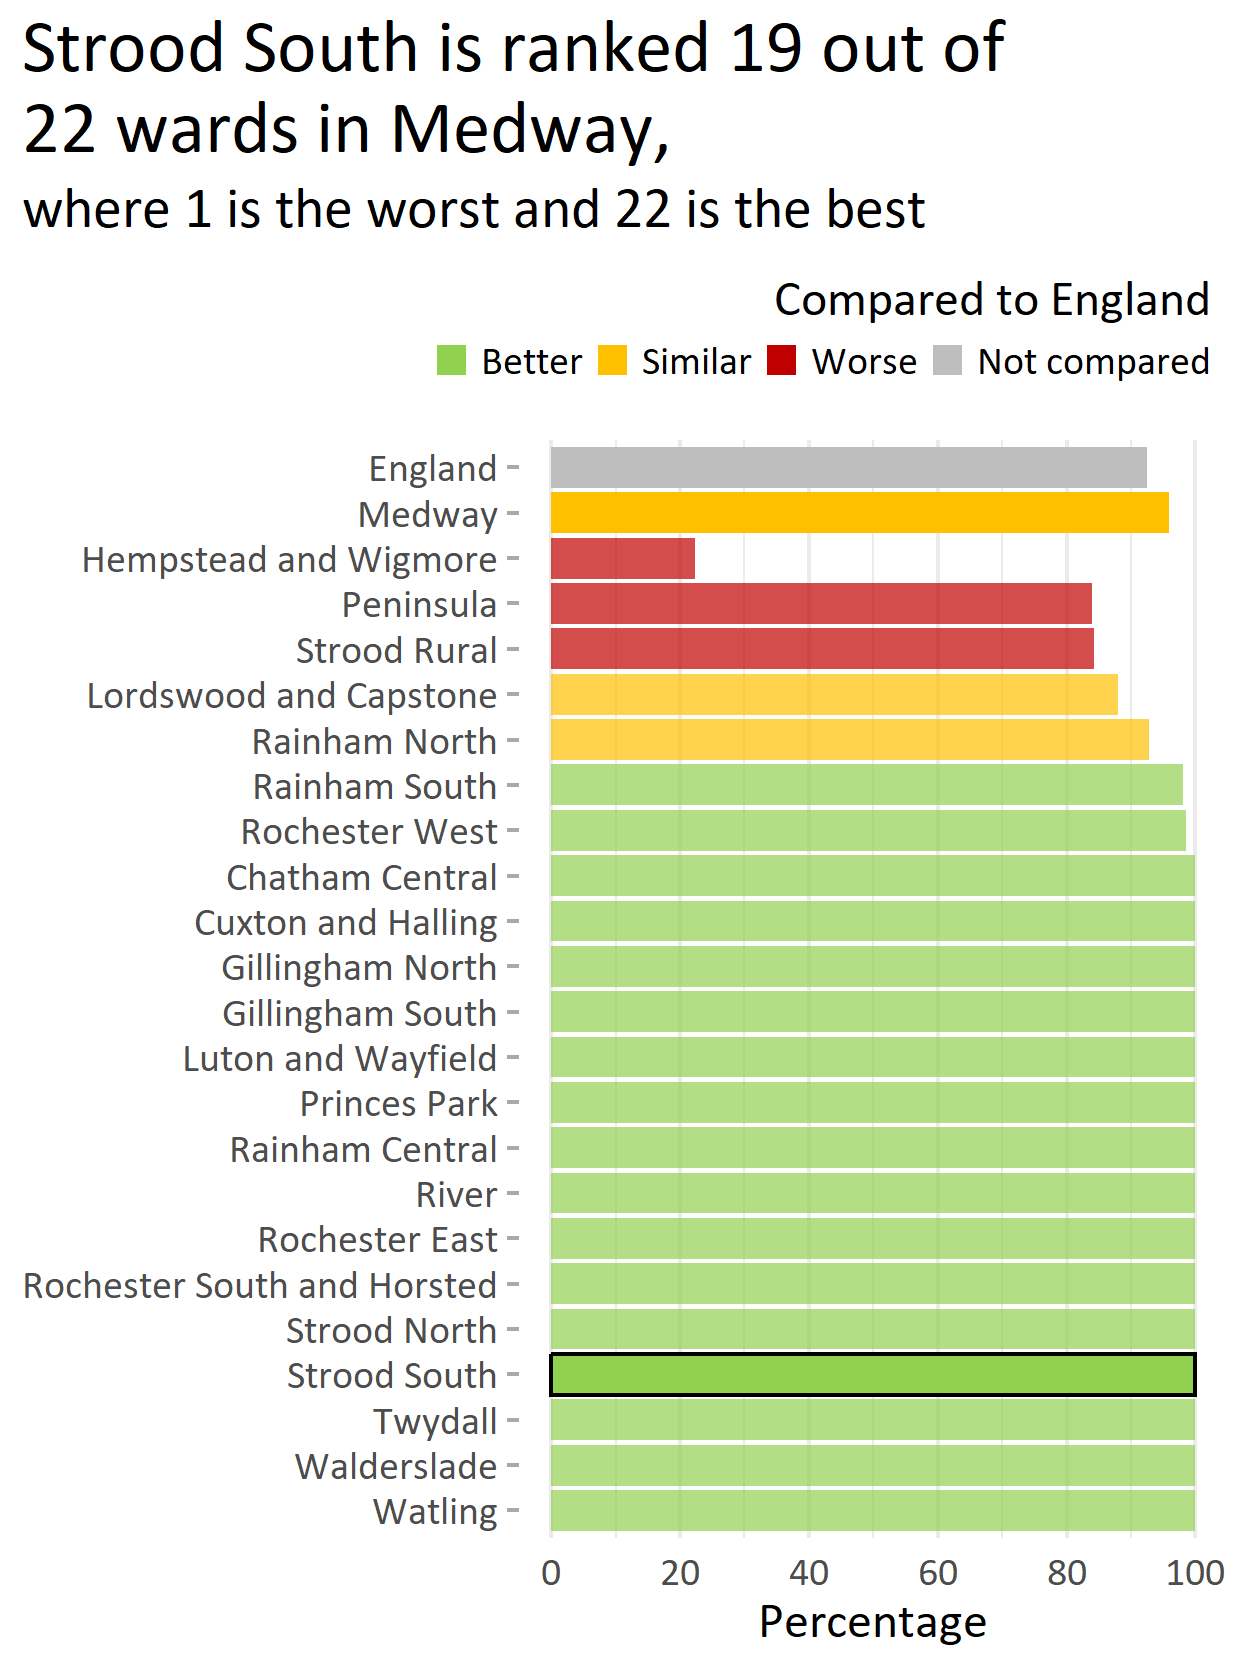 Strood South is ranked 19 out of
22 wards in Medway,
where 1 is the worst and 22 is the best
Compared to England
Better Similar Worse Not compared
England
Medway
Hempstead and Wigmore
Peninsula
Strood Rural
Lordswood and Capstone
Rainham North
Rainham South
Rochester West
Chatham Central
Cuxton and Halling
Gillingham North
Gillingham South
Luton and Wayfield
Princes Park
Rainham Central
River
Rochester East
Rochester South and Horsted
Strood North
Strood South
Twydall
Walderslade
Watling
0 20 40 60 80 100
Percentage